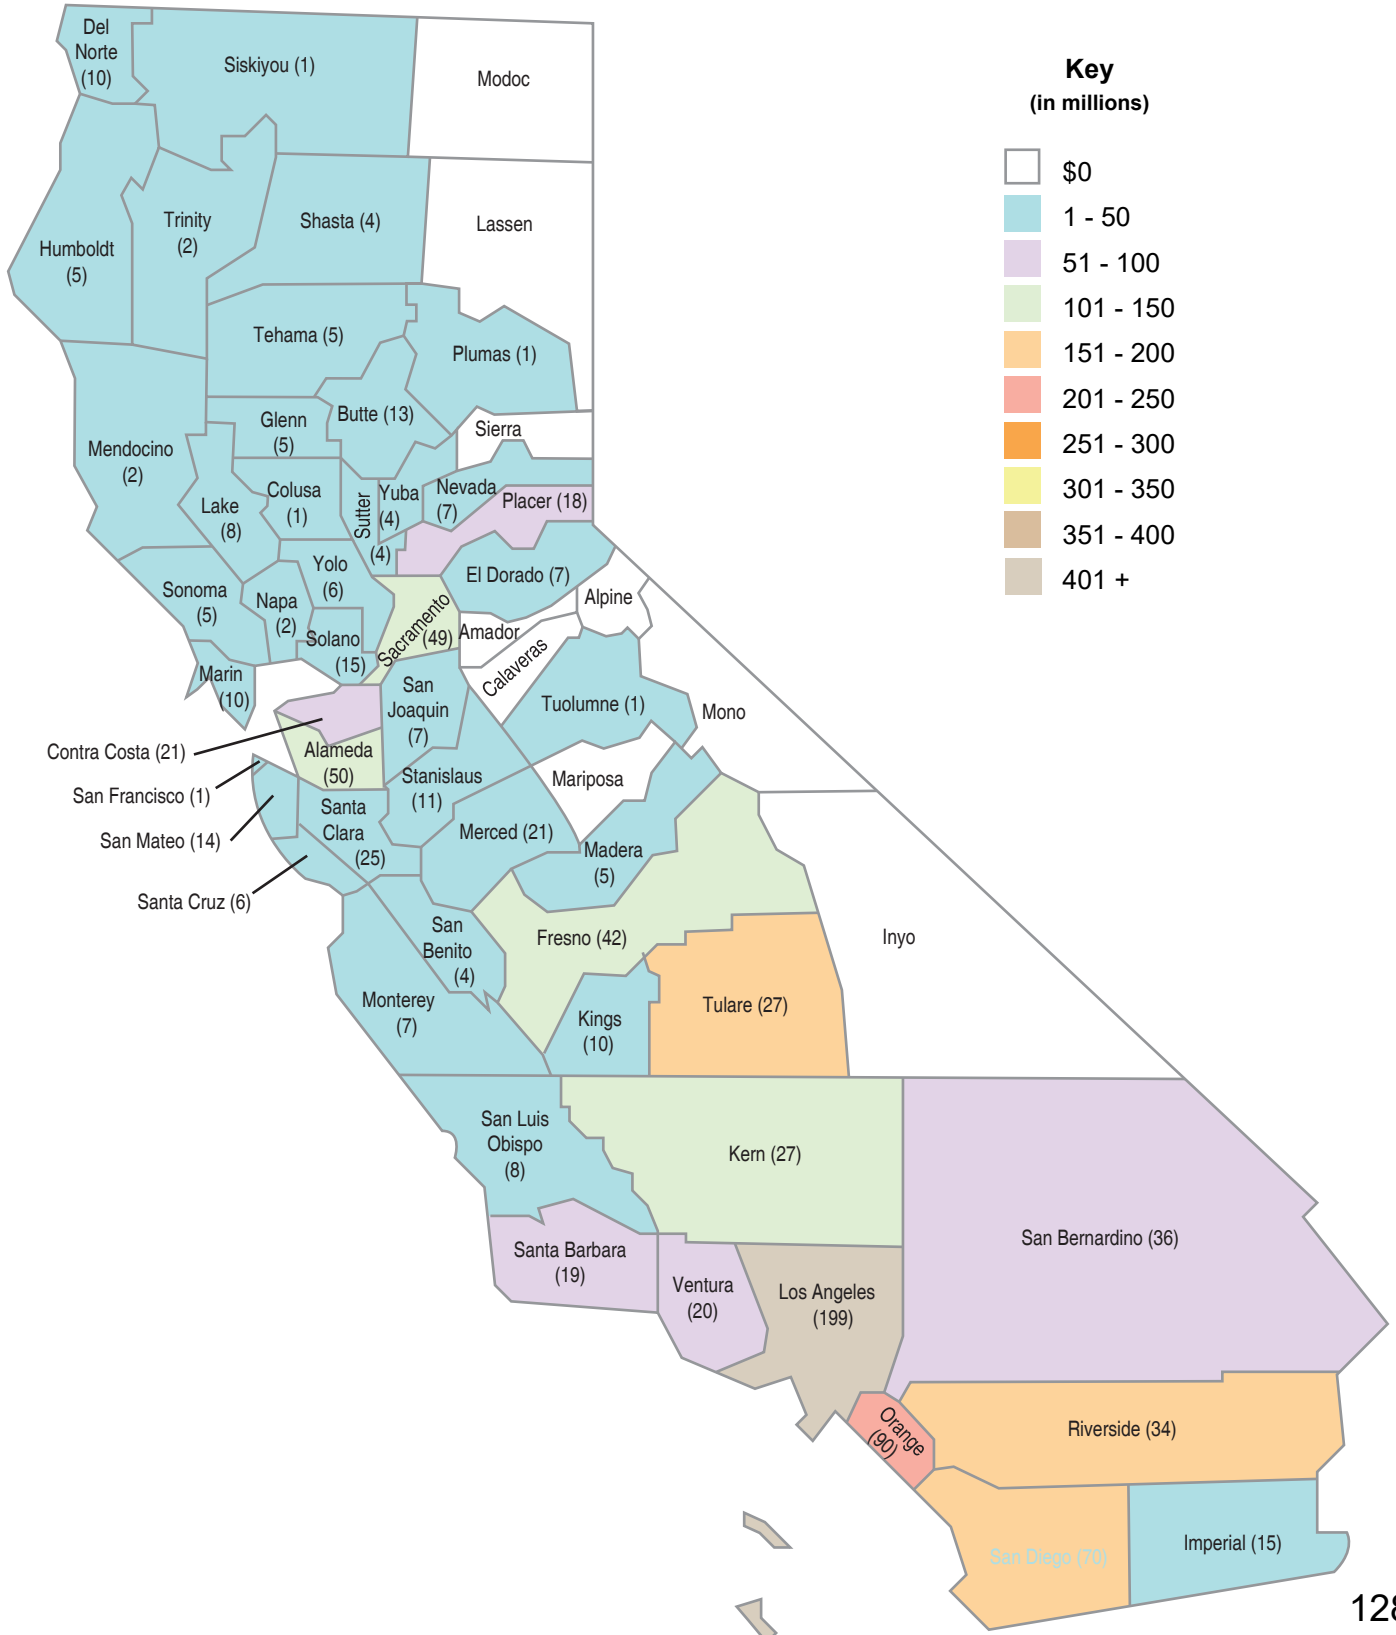 Del
Norte
(10)
Siskiyou (1)
Modoc
Key
(in millions)
$0
1 - 50
51 - 100
101 - 150
151 - 200
201 - 250
251 - 300
301 - 350
351 - 400
401 +
Humboldt
(5)
Trinity
(2)
Shasta (4)
Lassen
Tehama (5)
Plumas (1)
Mendocino
(2)
Glenn
(5)
Butte (13)
Sierra
Lake
(8)
Colusa
(1)
Sutter
(4)
Yuba
(4)
Nevada
(7)
Placer (18)
Sonoma
(5)
Napa
(2)
Yolo
(6)
Solano
(15)
Sacramento
(49)
El Dorado (7)
Amador
Alpine
Marin
(10)
San
Joaquin
(7)
Calaveras
Tuolumne (1)
Mono
Contra Costa (21)
Alameda
(50)
San Francisco (1)
San Mateo (14)
Santa Cruz (6)
Santa
Clara
(25)
Stanislaus
(11)
Merced (21)
Mariposa
Madera
(5)
San
Benito
(4)
Fresno (42)
Inyo
Monterey
(7)
Kings
(10)
Tulare (27)
San Luis
Obispo
(8)
Kern (27)
San Bernardino (36)
Santa Barbara
(19)
Ventura
(20)
Los Angeles
(199)
Orange
(90)
Riverside (34)
San Diego (70)
Imperial (15)
128